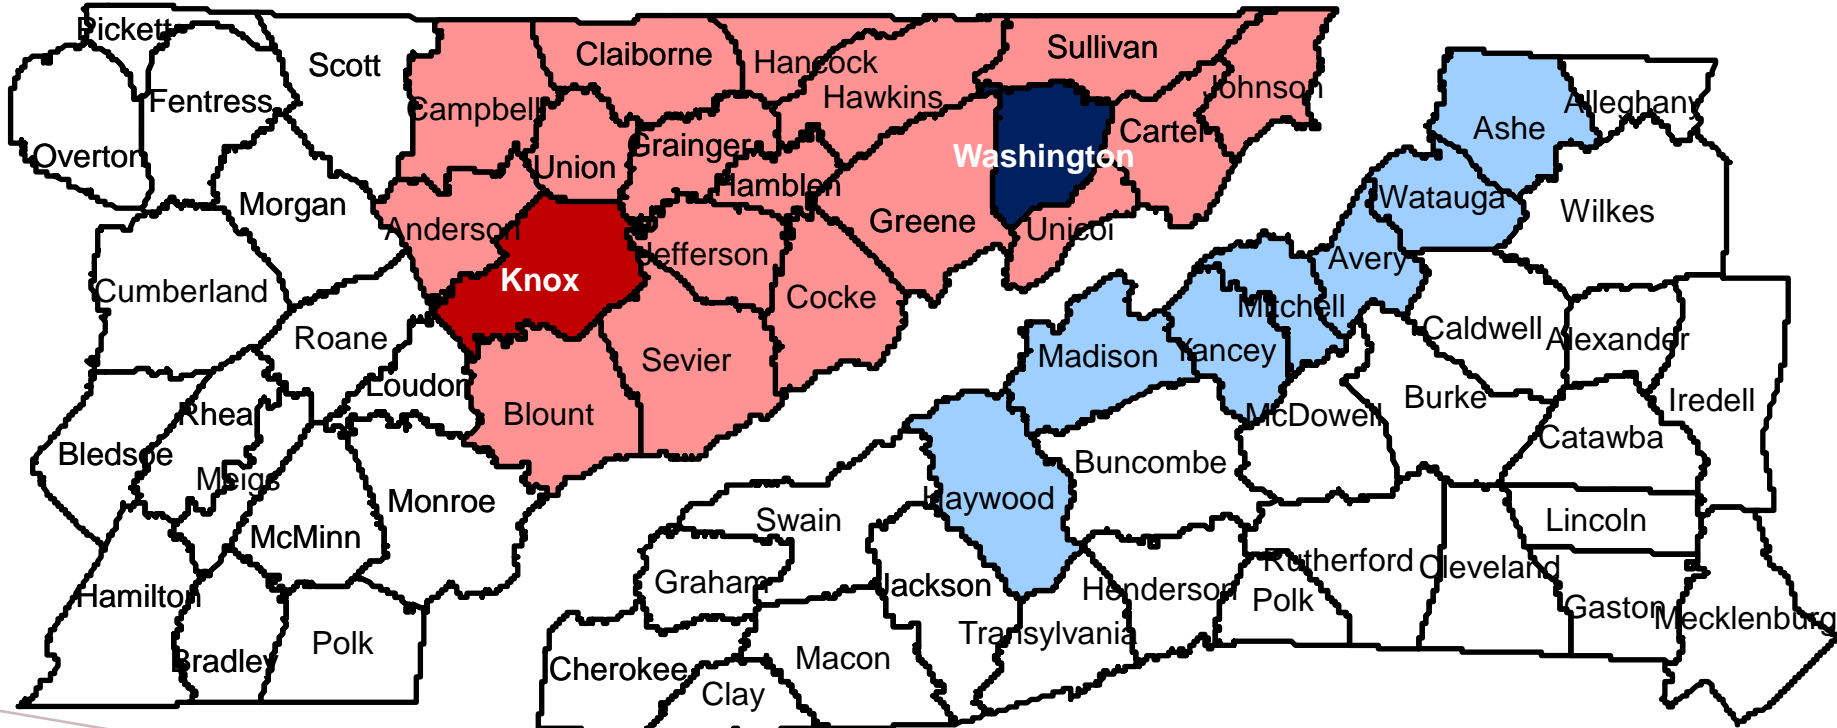 Pickett
Scott
Claiborne
Hancock
Sullivan
Fentress
Campbell
Hawkins
Johnson
Alleghany
Overton
Union
Grainger
Washington
Carter
Ashe
Morgan
Anderson
Hamblen
Greene
Unicoi
Watauga
Wilkes
Cumberland
Knox
Jefferson
Cocke
Avery
Mitchell
Roane
Sevier
Madison
Yancey
Caldwell
Alexander
Loudon
Blount
McDowell
Burke
Iredell
Rhea
Bledsoe
Meigs
Monroe
Buncombe
Catawba
McMinn
Swain
Haywood
Lincoln
Hamilton
Graham
Jackson
Henderson
Rutherford
Cleveland
Polk
Gaston
Mecklenburg
Bradley
Polk
Cherokee
Clay
Macon
Transylvania